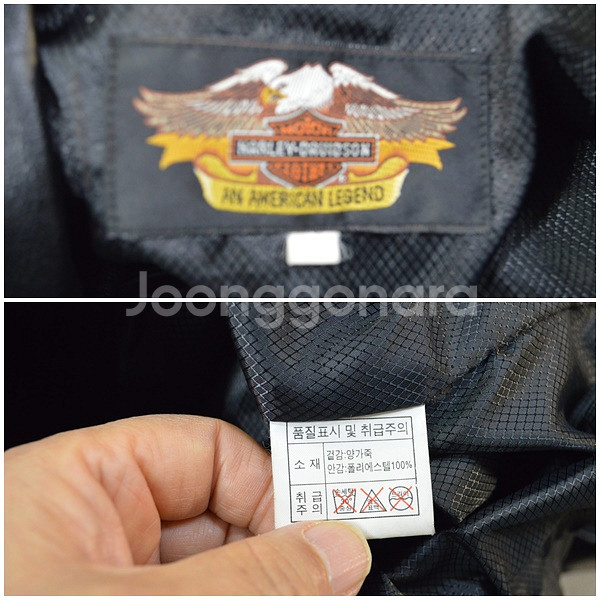 MOTOR
HARLEY-DAVIDSON
AN AMERICAN LEGEND
Joonggonara
품질표시 및 취급주의
소재
겉감:양가죽
안감:폴리에스텔100%
취급
주의